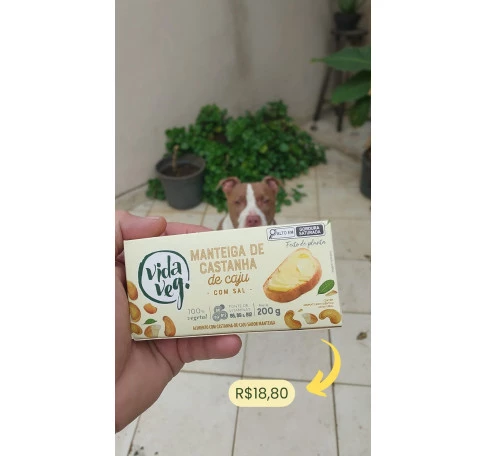 ALTO EM
GORDURA
SATURADA
Feito de planta
vida
veg.
MANTEIGA DE
CASTANHA
de caju
COM SAL
100%
vegetal
200 g
R$18,80